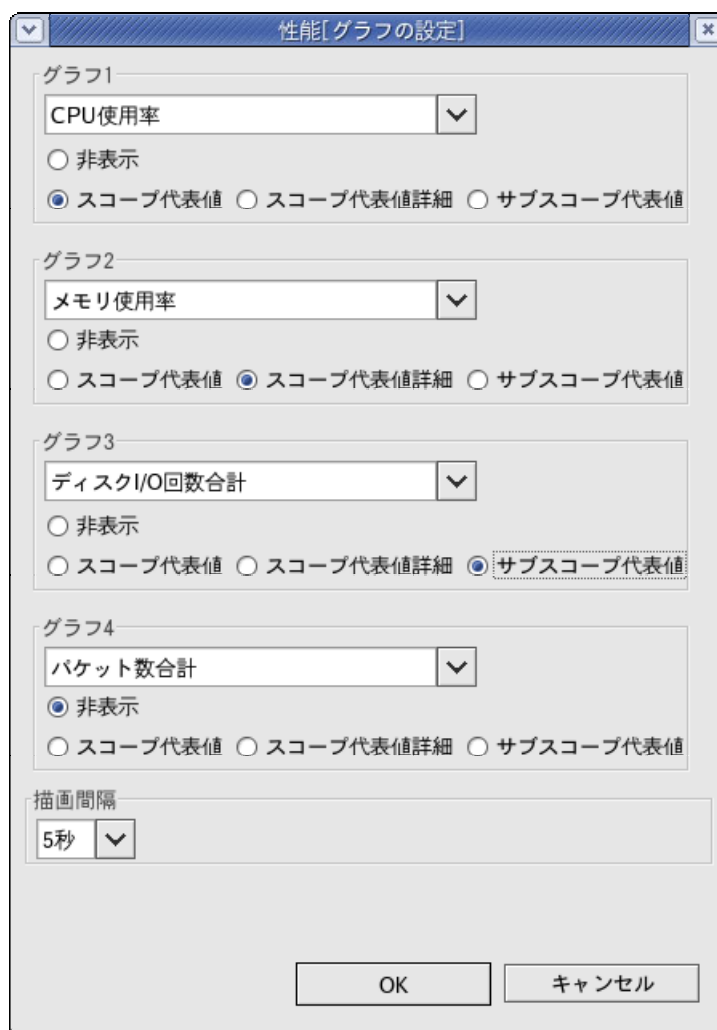 性能[グラフの設定]
グラフ1
CPU使用率
非表示
スコープ代表値 スコープ代表値詳細 サブスコープ代表値
グラフ2
メモリ使用率
非表示
スコープ代表値 スコープ代表値詳細 サブスコープ代表値
グラフ3
ディスクI/O回数合計
非表示
スコープ代表値 スコープ代表値詳細 サブスコープ代表値
グラフ4
パケット数合計
非表示
スコープ代表値 スコープ代表値詳細 サブスコープ代表値
描画間隔
5秒
OK キャンセル